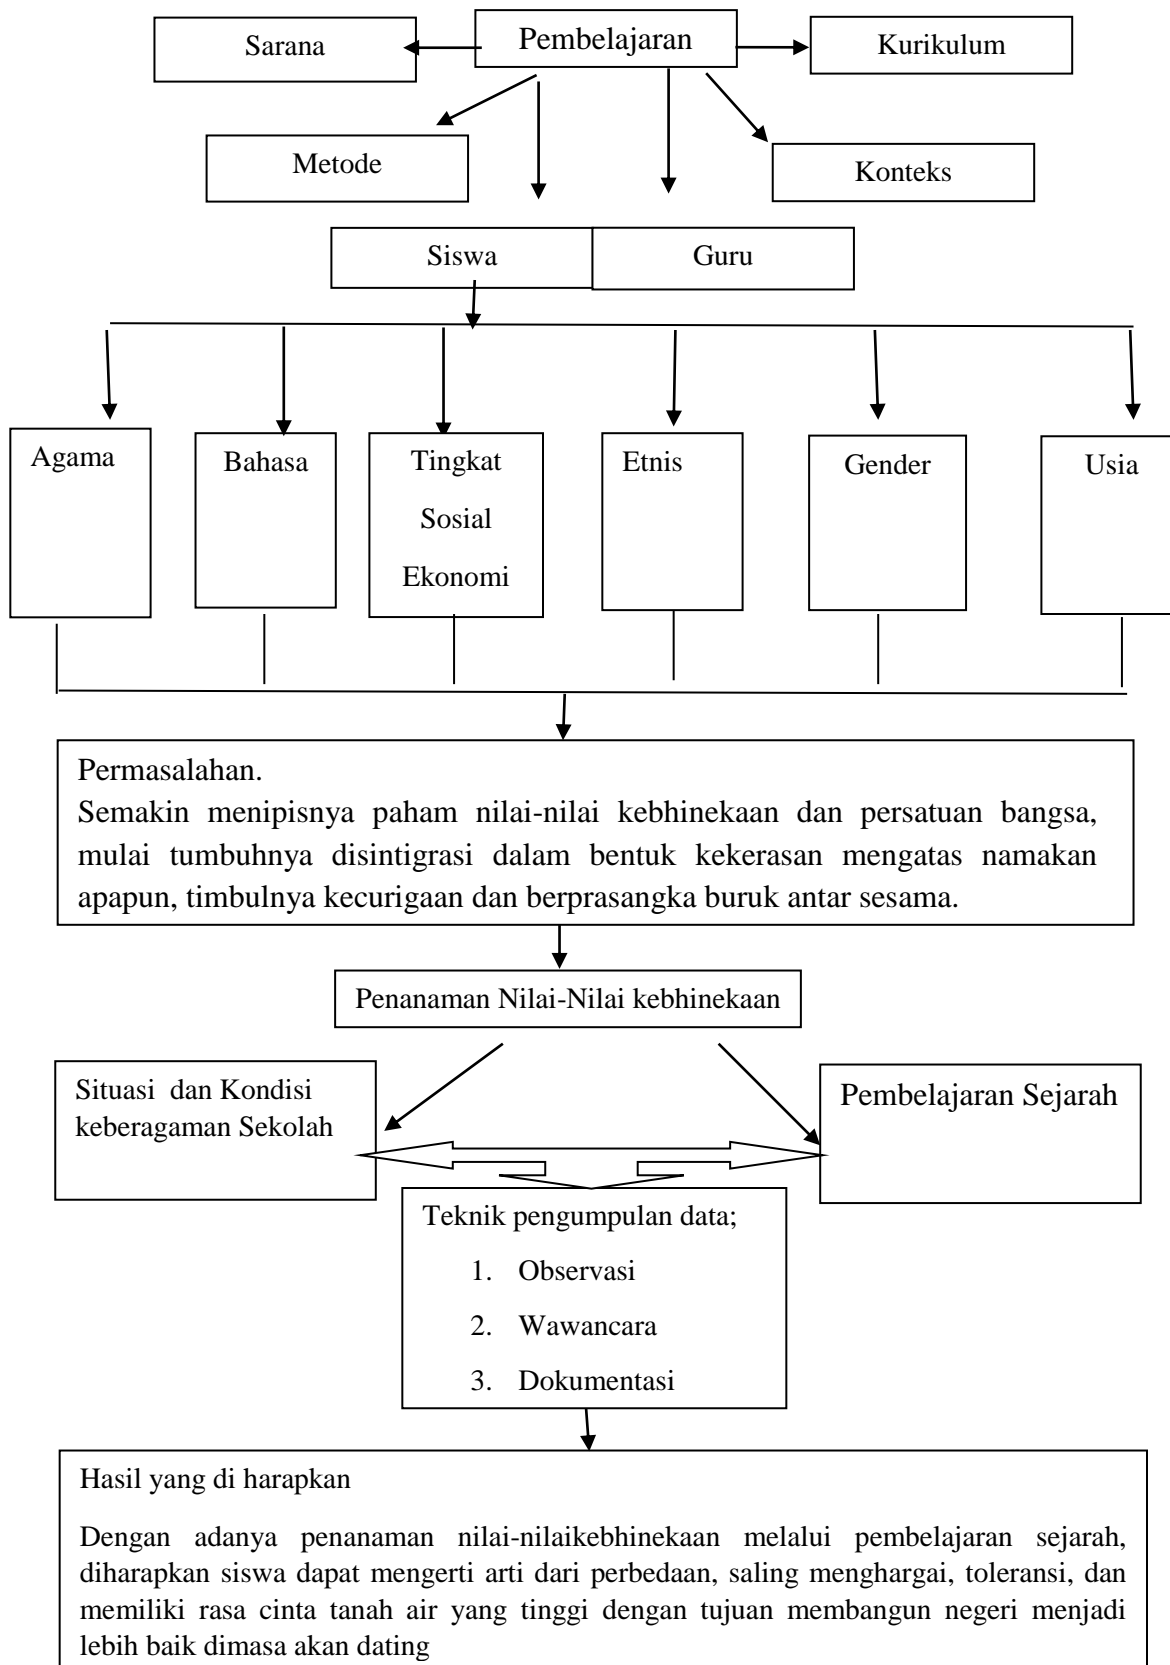 Sarana
Pembelajaran
Kurikulum
Metode
Konteks
Siswa
Guru
Agama
Bahasa
Tingkat
Sosial
Ekonomi
Etnis
Gender
Usia
Permasalahan.
Semakin menipisnya paham nilai-nilai kebhinekaan dan persatuan bangsa,
mulai tumbuhnya disintigrasi dalam bentuk kekerasan mengatas namakan
apapun, timbulnya kecurigaan dan berprasangka buruk antar sesama.
Penanaman Nilai-Nilai kebhinekaan
Situasi dan Kondisi
keberagaman Sekolah
Pembelajaran Sejarah
Teknik pengumpulan data;
1. Observasi
2. Wawancara
3. Dokumentasi
Hasil yang di harapkan
Dengan adanya penanaman nilai-nilaikebhinekaan melalui pembelajaran sejarah,
diharapkan siswa dapat mengerti arti dari perbedaan, saling menghargai, toleransi, dan
memiliki rasa cinta tanah air yang tinggi dengan tujuan membangun negeri menjadi
lebih baik dimasa akan dating